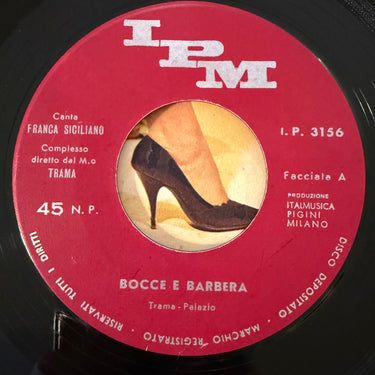 IPM
Canta
FRANCA SICILIANO
Complesso
diretto dal M.o
TRAMA
I.P. 3156
Facciata A
45 N.P.
PRODUZIONE
ITALMUSICA
PIGINI
MILANO
BOCCE E BARBERA
Trama - Palazio
DISCO DEPOSITATO - MARCHIO REGISTRATO - RISERVATI TUTTI I DIRITTI